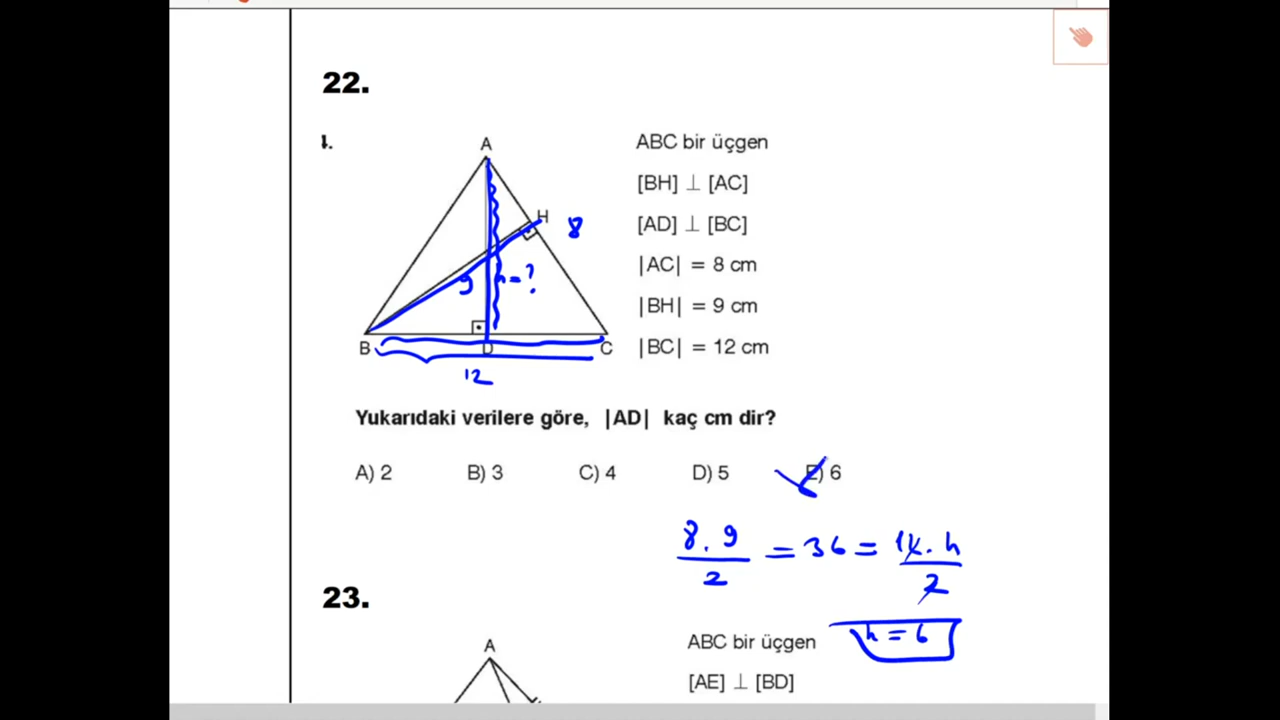 22.
1.
A
H
8
9
h=?
B
D
C
12
ABC bir üçgen
[BH] ⊥ [AC]
[AD] ⊥ [BC]
|AC| = 8 cm
|BH| = 9 cm
|BC| = 12 cm
Yukarıdaki verilere göre, |AD| kaç cm dir?
A) 2 B) 3 C) 4 D) 5 E) 6
8.9/2 = 36 = 12.h/2
h = 6
23.
A
ABC bir üçgen
[AE] ⊥ [BD]